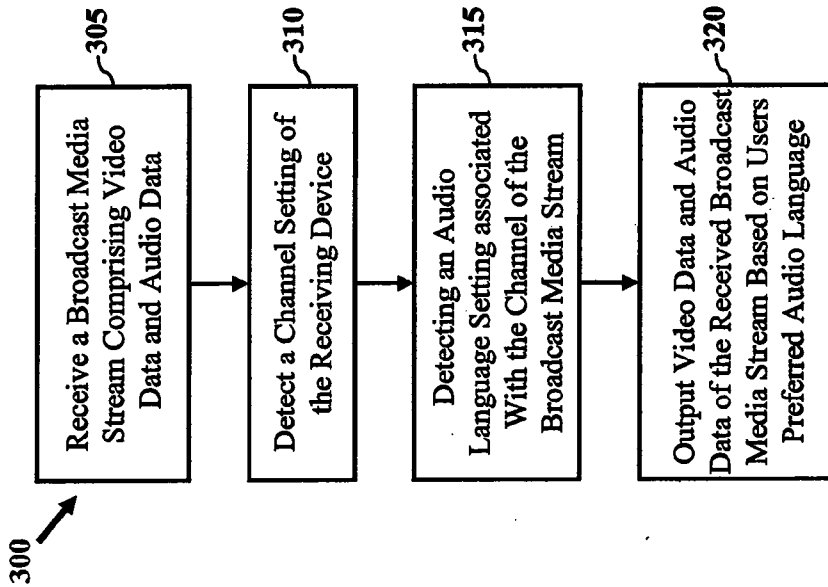 300
Receive a Broadcast Media
Stream Comprising Video
Data and Audio Data
305
Detect a Channel Setting of
the Receiving Device
310
Detecting an Audio
Language Setting associated
With the Channel of the
Broadcast Media Stream
315
Output Video Data and Audio
Data of the Received Broadcast
Media Stream Based on Users
Preferred Audio Language
320